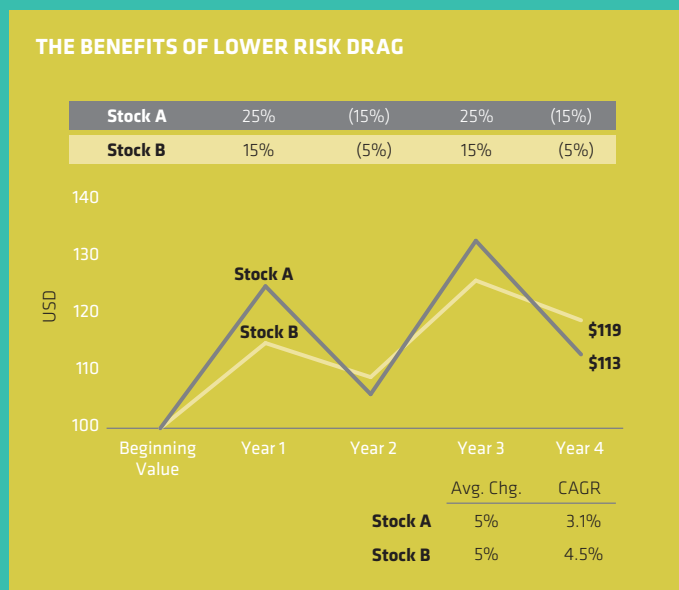 THE BENEFITS OF LOWER RISK DRAG
Stock A 25% (15%) 25% (15%)
Stock B 15% (5%) 15% (5%)
140
130
120
110
100
USD
Stock A
Stock B
$119
$113
Beginning Value Year 1 Year 2 Year 3 Year 4
Avg. Chg. CAGR
Stock A 5% 3.1%
Stock B 5% 4.5%